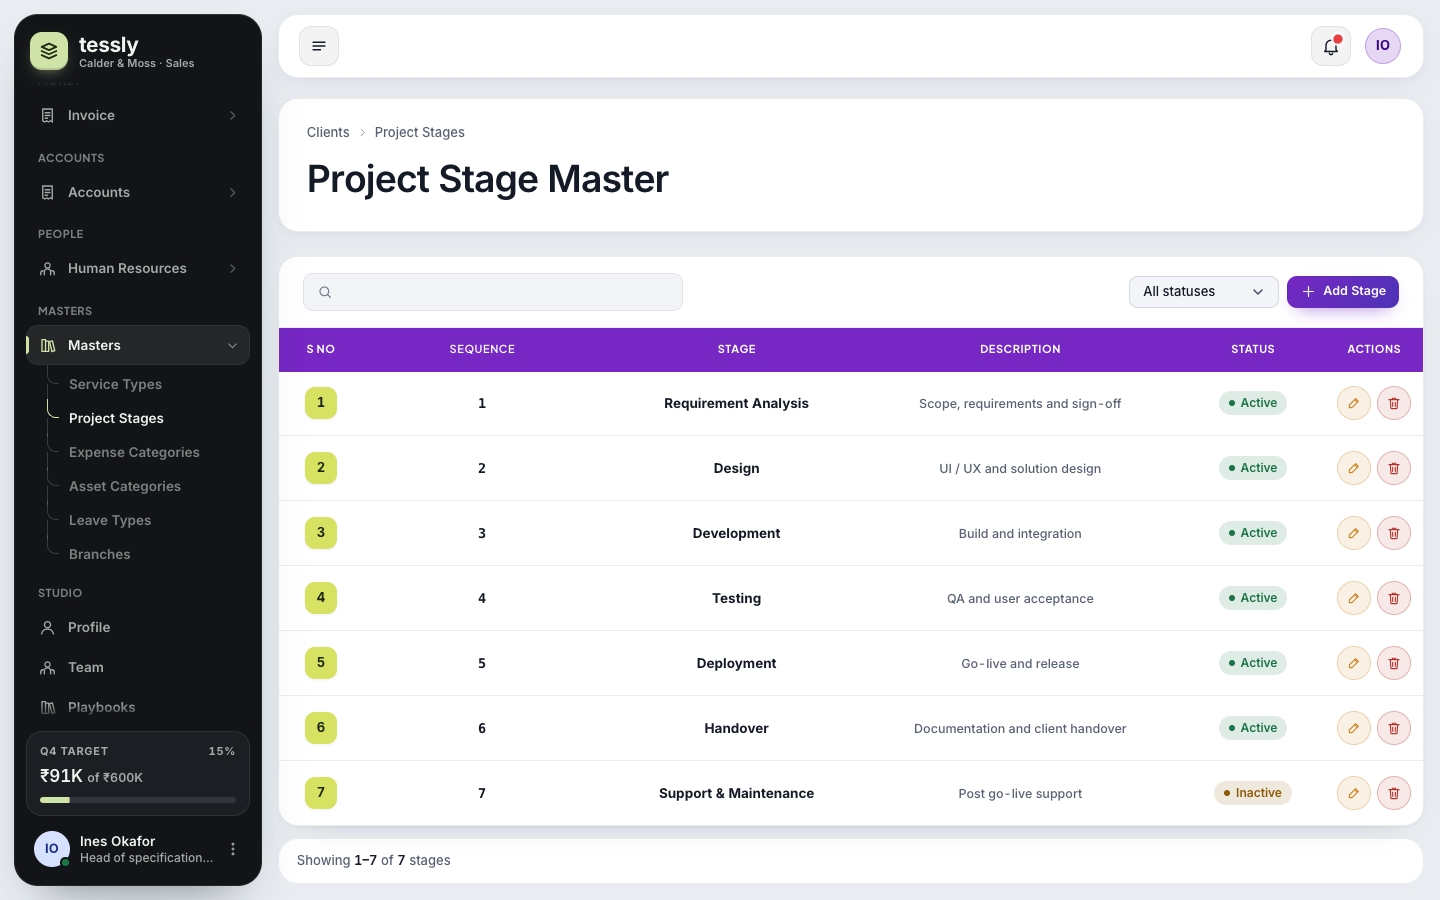 tessly
Calder & Moss · Sales
Invoice
ACCOUNTS
Accounts
PEOPLE
Human Resources
MASTERS
Masters
Service Types
Project Stages
Expense Categories
Asset Categories
Leave Types
Branches
STUDIO
Profile
Team
Playbooks
Q4 TARGET 15%
₹91K of ₹600K
IO
Ines Okafor
Head of specification...
IO
Clients > Project Stages
Project Stage Master
All statuses
Add Stage
S NO SEQUENCE STAGE DESCRIPTION STATUS ACTIONS
1 1 Requirement Analysis Scope, requirements and sign-off Active
2 2 Design UI / UX and solution design Active
3 3 Development Build and integration Active
4 4 Testing QA and user acceptance Active
5 5 Deployment Go-live and release Active
6 6 Handover Documentation and client handover Active
7 7 Support & Maintenance Post go-live support Inactive
Showing 1–7 of 7 stages